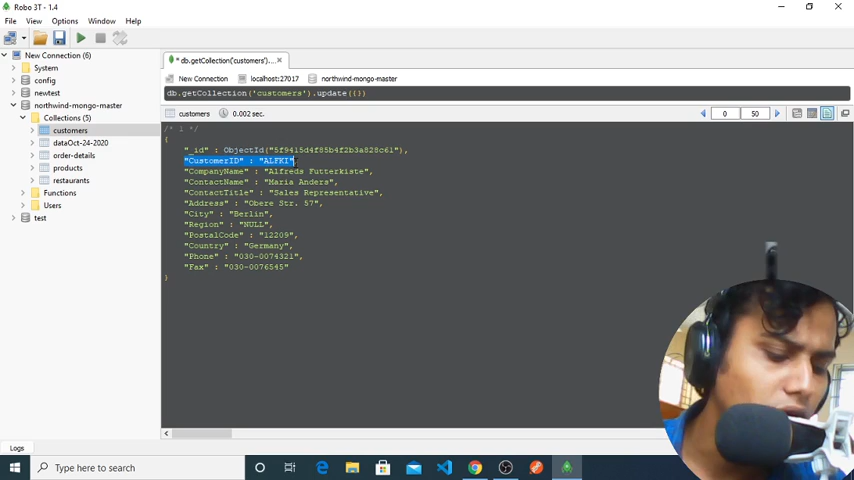 Robo 3T - 1.4
File View Options Window Help
New Connection (6)
System
config
newtest
northwind-mongo-master
Collections (5)
customers
dataOct-24-2020
order-details
products
restaurants
Functions
Users
test
* db.getCollection('customers')....
New Connection localhost:27017 northwind-mongo-master
db.getCollection('customers').update({})
customers 0.002 sec. 0 50
/* 1 */
{
"_id" : ObjectId("5f9415d4f85b4f2b3a828c61"),
"CustomerID" : "ALFKI",
"CompanyName" : "Alfreds Futterkiste",
"ContactName" : "Maria Anders",
"ContactTitle" : "Sales Representative",
"Address" : "Obere Str. 57",
"City" : "Berlin",
"Region" : "NULL",
"PostalCode" : "12209",
"Country" : "Germany",
"Phone" : "030-0074321",
"Fax" : "030-0076545"
}
Logs
Type here to search